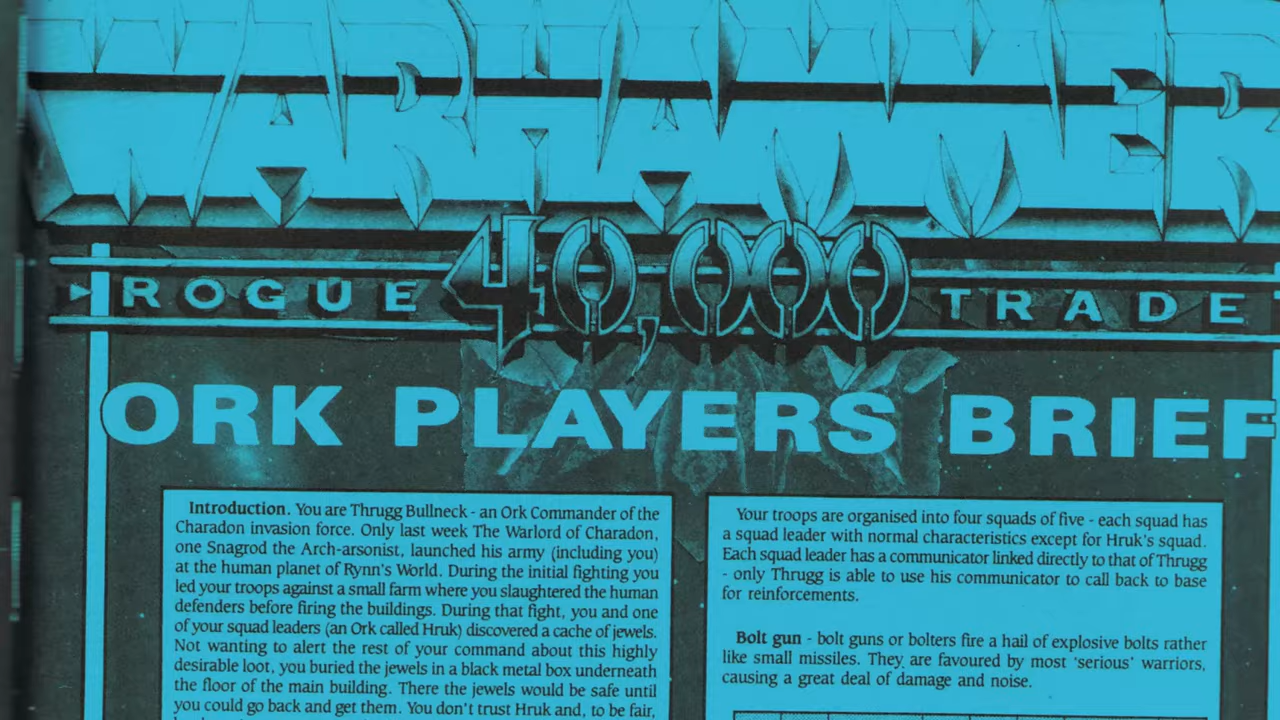 WARHAMMER
40,000
ROGUE TRADE
ORK PLAYERS BRIEF
Introduction. You are Thrugg Bullneck - an Ork Commander of the
Charadon invasion force. Only last week The Warlord of Charadon,
one Snagrod the Arch-arsonist, launched his army (including you)
at the human planet of Rynn's World. During the initial fighting you
led your troops against a small farm where you slaughtered the human
defenders before firing the buildings. During that fight, you and one
of your squad leaders (an Ork called Hruk) discovered a cache of jewels.
Not wanting to alert the rest of your command about this highly
desirable loot, you buried the jewels in a black metal box underneath
the floor of the main building. There the jewels would be safe until
you could go back and get them. You don't trust Hruk and, to be fair,
Your troops are organised into four squads of five - each squad has
a squad leader with normal characteristics except for Hruk's squad.
Each squad leader has a communicator linked directly to that of Thrugg
- only Thrugg is able to use his communicator to call back to base
for reinforcements.
Bolt gun - bolt guns or bolters fire a hail of explosive bolts rather
like small missiles. They are favoured by most 'serious' warriors,
causing a great deal of damage and noise.